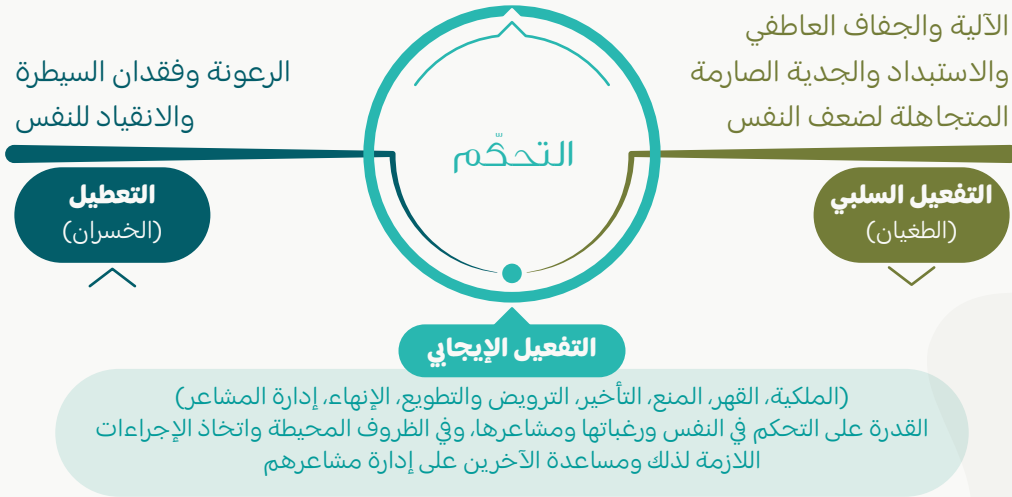 الآلية والجفاف العاطفي
والاستبداد والجدية الصارمة
المتجاهلة لضعف النفس
التفعيل السلبي
(الطغيان)
التحكّم
الرعونة وفقدان السيطرة
والانقياد للنفس
التعطيل
(الخسران)
التفعيل الإيجابي
(الملكية، القهر، المنع، التأخير، الترويض والتطويع، الإنهاء، إدارة المشاعر)
القدرة على التحكم في النفس ورغباتها ومشاعرها، وفي الظروف المحيطة واتخاذ الإجراءات
اللازمة لذلك ومساعدة الآخرين على إدارة مشاعرهم